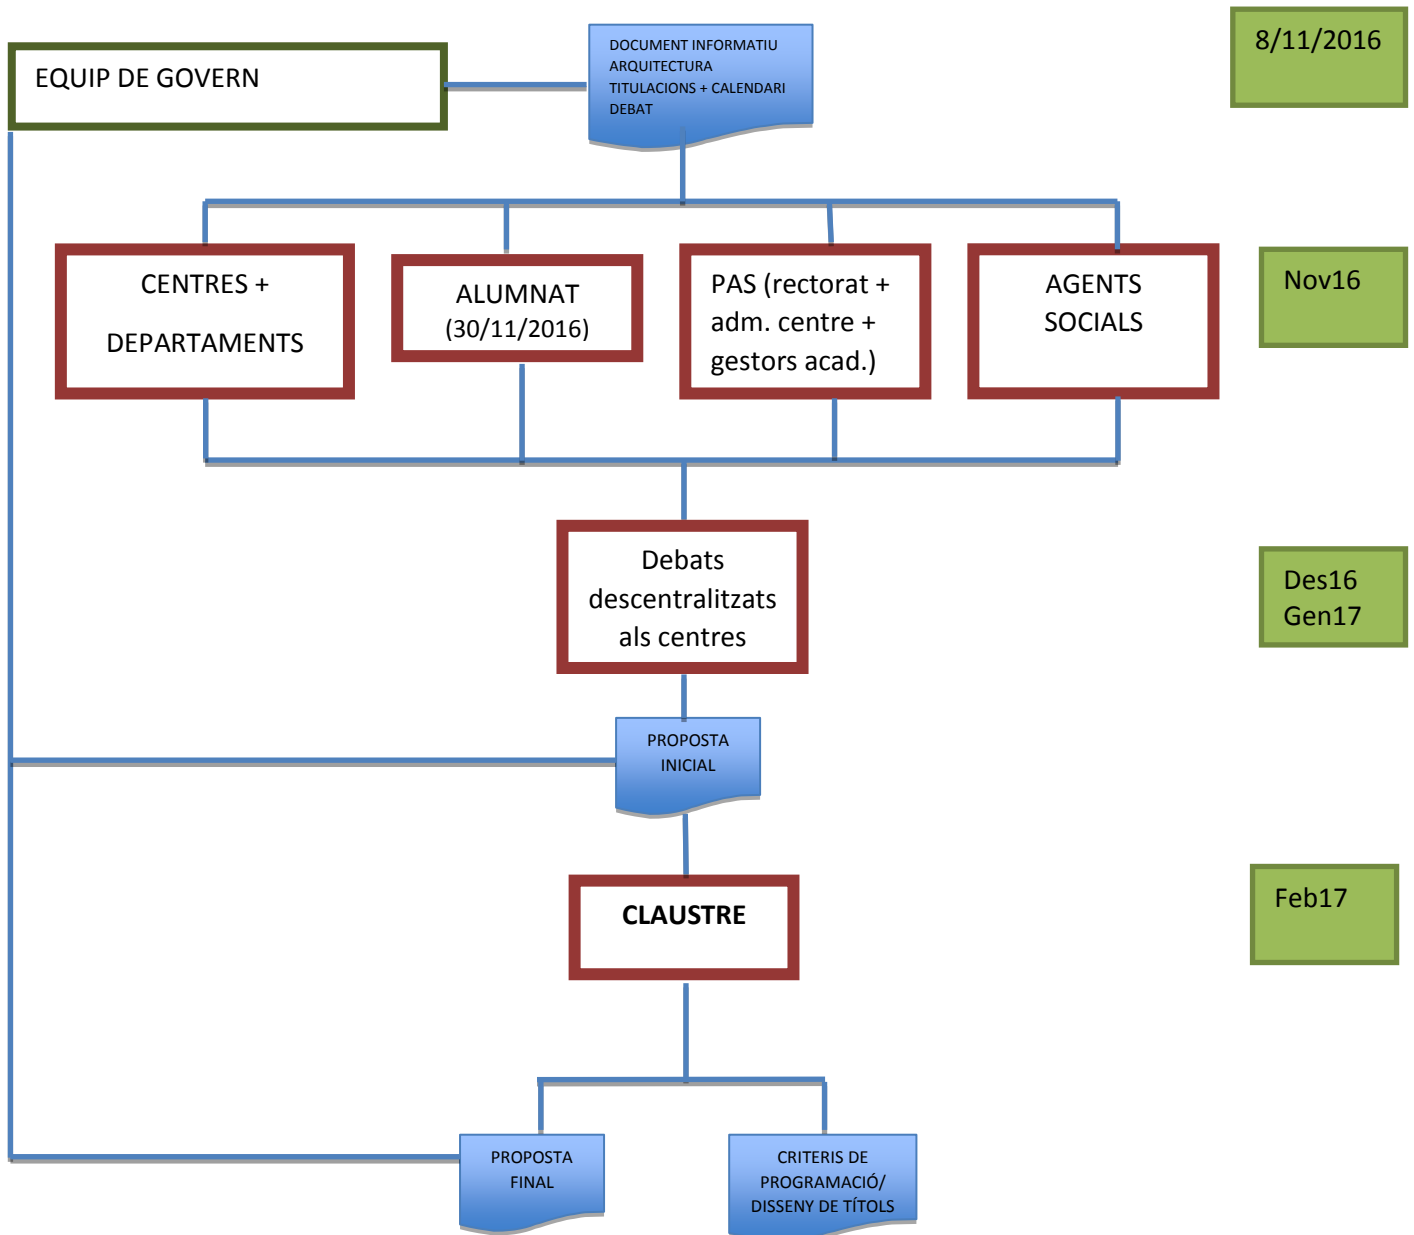 EQUIP DE GOVERN
DOCUMENT INFORMATIU
ARQUITECTURA
TITULACIONS + CALENDARI
DEBAT
8/11/2016
CENTRES +
DEPARTAMENTS
ALUMNAT
(30/11/2016)
PAS (rectorat +
adm. centre +
gestors acad.)
AGENTS
SOCIALS
Nov16
Debats
descentralitzats
als centres
Des16
Gen17
PROPOSTA
INICIAL
CLAUSTRE
Feb17
PROPOSTA
FINAL
CRITERIS DE
PROGRAMACIÓ/
DISSENY DE TÍTOLS